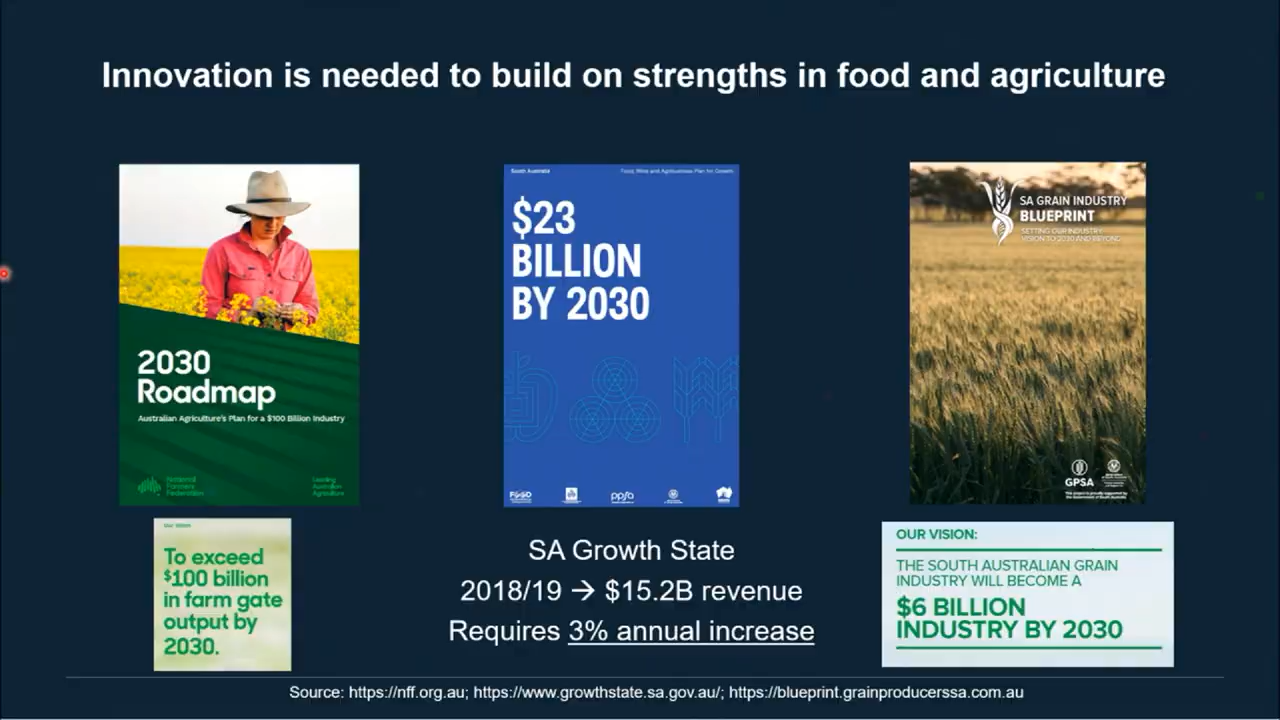 Innovation is needed to build on strengths in food and agriculture
2030
Roadmap
Australian Agriculture's Plan for a $100 Billion Industry
National
Farmers
Federation
Leading
Australian
Agriculture
To exceed
$100 billion
in farm gate
output by
2030.
South Australia
Food, Wine and Agribusiness Plan for Growth
$23
BILLION
BY 2030
SA Growth State
2018/19 → $15.2B revenue
Requires 3% annual increase
SA GRAIN INDUSTRY
BLUEPRINT
SETTING OUR INDUSTRY
VISION TO 2030 AND BEYOND
GPSA
OUR VISION:
THE SOUTH AUSTRALIAN GRAIN
INDUSTRY WILL BECOME A
$6 BILLION
INDUSTRY BY 2030
Source: https://nff.org.au; https://www.growthstate.sa.gov.au/; https://blueprint.grainproducerssa.com.au